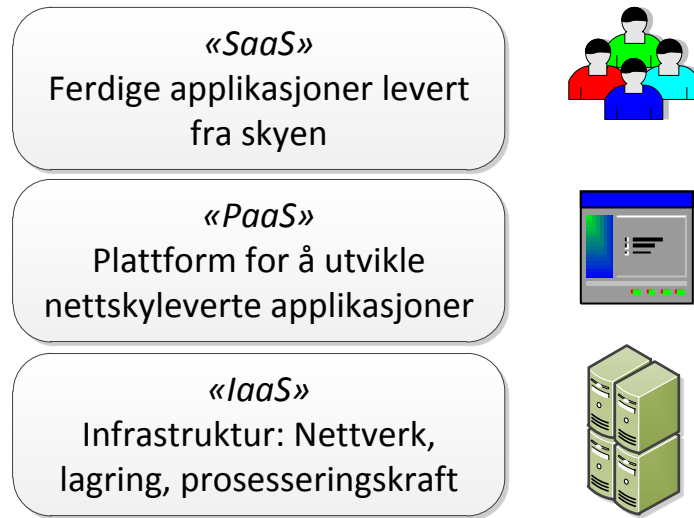 «SaaS»
Ferdige applikasjoner levert
fra skyen
«PaaS»
Plattform for å utvikle
nettskyleverte applikasjoner
«IaaS»
Infrastruktur: Nettverk,
lagring, prosesseringskraft